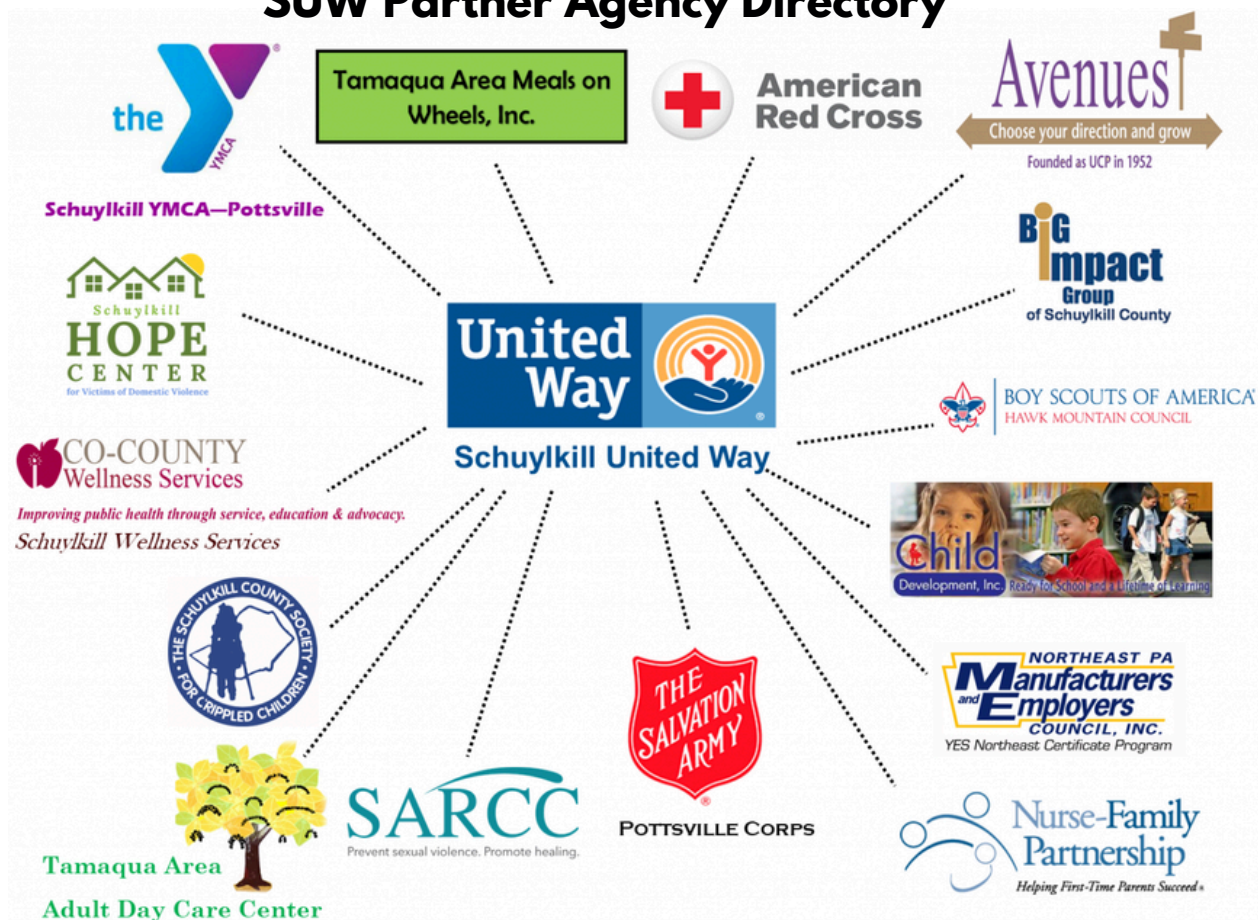 SUW Partner Agency Directory
the
YMCA
®
Schuylkill YMCA—Pottsville
Tamaqua Area Meals on
Wheels, Inc.
American
Red Cross
Avenues
Choose your direction and grow
Founded as UCP in 1952
Schuylkill
HOPE
CENTER
for Victims of Domestic Violence
BiG
impact
Group
of Schuylkill County
United
Way
®
Schuylkill United Way
BOY SCOUTS OF AMERICA®
HAWK MOUNTAIN COUNCIL
CO-COUNTY
Wellness Services
Improving public health through service, education & advocacy.
Schuylkill Wellness Services
Child
Development, Inc.
Ready for School and a Lifetime of Learning
THE SCHUYLKILL COUNTY SOCIETY
• FOR CRIPPLED CHILDREN •
THE
SALVATION
ARMY
®
POTTSVILLE CORPS
NORTHEAST PA
Manufacturers
and Employers
COUNCIL, INC.
YES Northeast Certificate Program
Tamaqua Area
Adult Day Care Center
SARCC
Prevent sexual violence. Promote healing.
Nurse-Family
Partnership
Helping First-Time Parents Succeed®